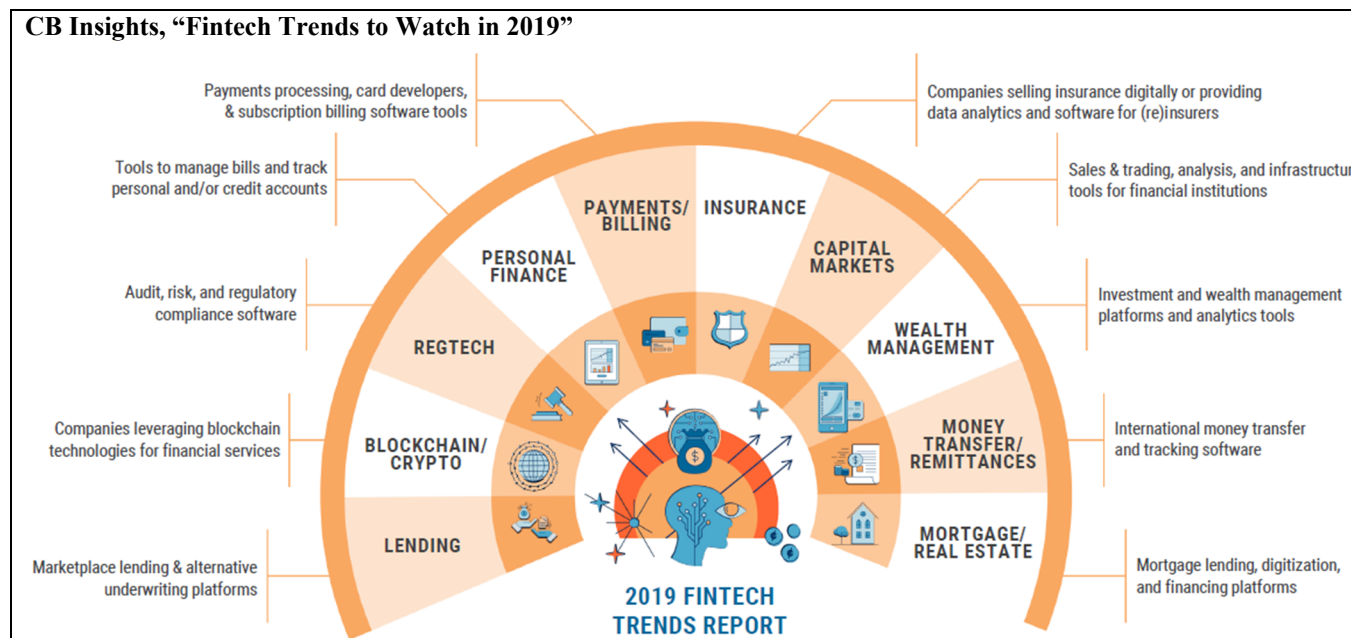 CB Insights, “Fintech Trends to Watch in 2019”
Payments processing, card developers,
& subscription billing software tools
Companies selling insurance digitally or providing
data analytics and software for (re)insurers
Tools to manage bills and track
personal and/or credit accounts
Sales & trading, analysis, and infrastructur
tools for financial institutions
Audit, risk, and regulatory
compliance software
Investment and wealth management
platforms and analytics tools
Companies leveraging blockchain
technologies for financial services
International money transfer
and tracking software
Marketplace lending & alternative
underwriting platforms
Mortgage lending, digitization,
and financing platforms
LENDING
BLOCKCHAIN/
CRYPTO
REGTECH
PERSONAL
FINANCE
PAYMENTS/
BILLING
INSURANCE
CAPITAL
MARKETS
WEALTH
MANAGEMENT
MONEY
TRANSFER/
REMITTANCES
MORTGAGE/
REAL ESTATE
2019 FINTECH
TRENDS REPORT